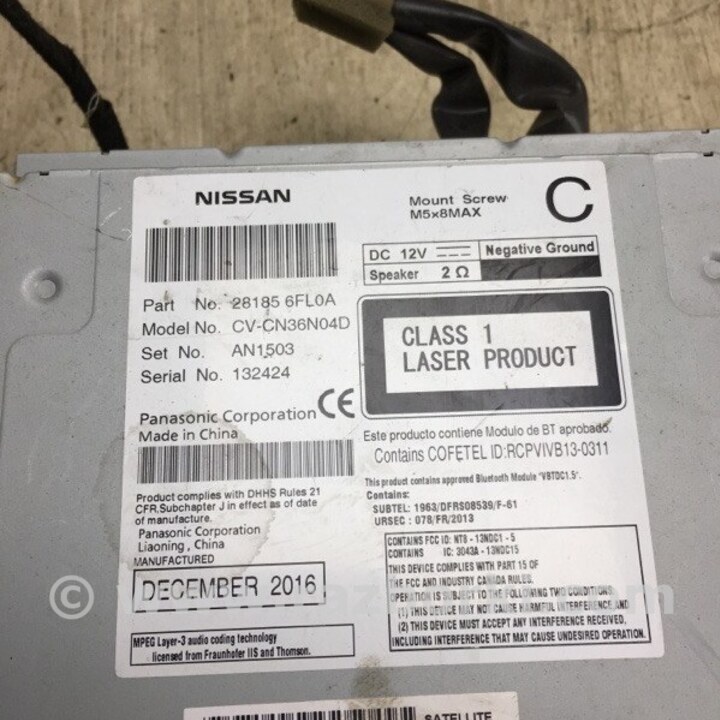 NISSAN
Mount Screw
M5x8MAX
C
DC 12V
Negative Ground
Speaker 2 Ω
Part No. 28185 6FL0A
Model No. CV-CN36N04D
Set No. AN1503
Serial No. 132424
CLASS 1
LASER PRODUCT
Panasonic Corporation CE
Made in China
Este producto contiene Modulo de BT aprobado.
Contains COFETEL ID:RCPVIVB13-0311
This product contains approved Bluetooth Module "VBTDC1.5".
Contains:
SUBTEL: 1963/DFRS08539/F-61
URSEC : 078/FR/2013
Product complies with DHHS Rules 21
CFR.Subchapter J in effect as of date
of manufacture.
Panasonic Corporation
Liaoning , China
MANUFACTURED
DECEMBER 2016
CONTAINS FCC ID: NT8 - 13NDC1 - 5
CONTAINS IC: 3043A - 13NDC15
THIS DEVICE COMPLIES WITH PART 15 OF
THE FCC AND INDUSTRY CANADA RULES.
OPERATION IS SUBJECT TO THE FOLLOWING TWO CONDITIONS.
(1) THIS DEVICE MAY NOT CAUSE HARMFUL INTERFERENCE,AND
(2) THIS DEVICE MUST ACCEPT ANY INTERFERENCE RECEIVED,
INCLUDING INTERFERENCE THAT MAY CAUSE UNDESIRED OPERATION.
MPEG Layer-3 audio coding technology
licensed from Fraunhofer IIS and Thomson.
SATELLITE